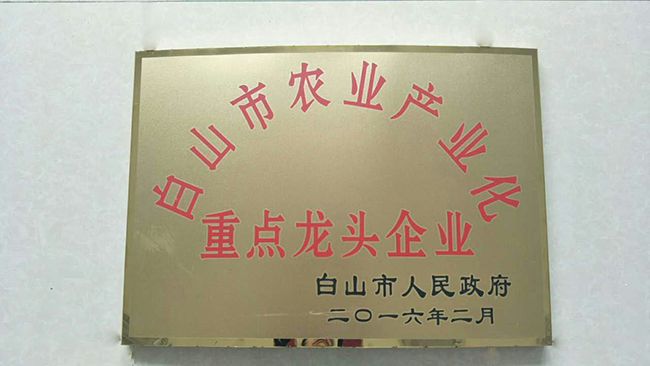 白山市农业产业化
重点龙头企业
白山市人民政府
二〇一六年二月